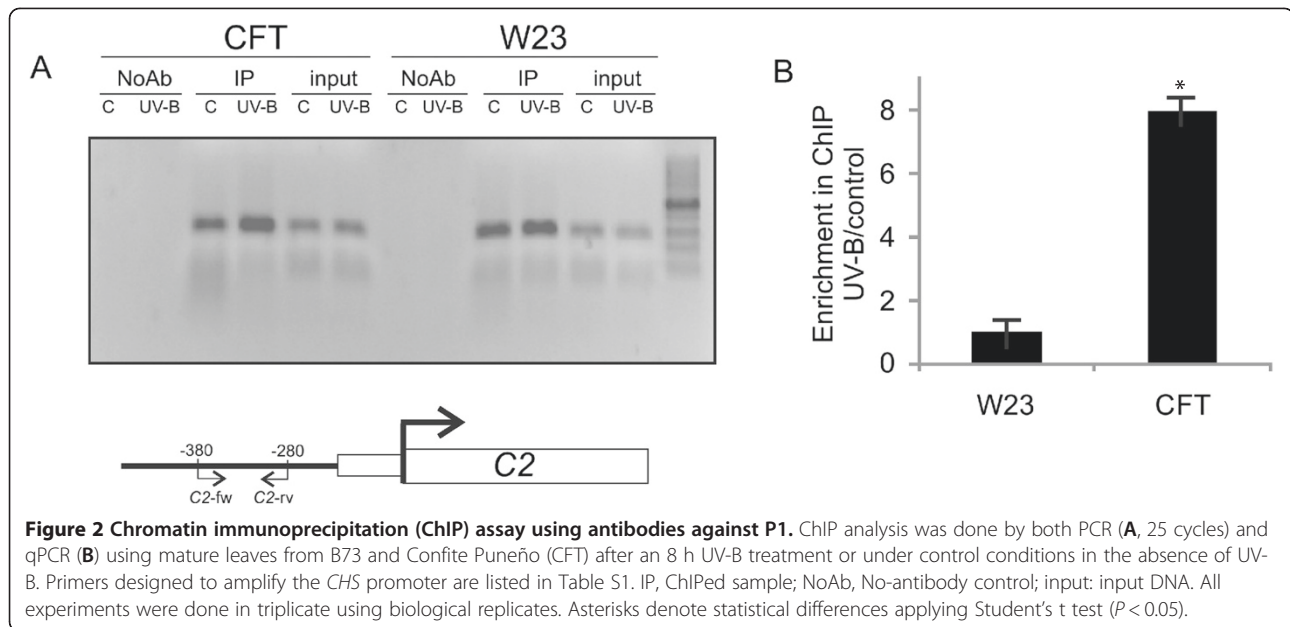 A
CFT W23
NoAb IP input NoAb IP input
C UV-B C UV-B C UV-B C UV-B C UV-B C UV-B
-380 -280
C2
C2-fw C2-rv
B
Enrichment in ChIP
UV-B/control
8
6
4
2
0
*
W23 CFT
Figure 2 Chromatin immunoprecipitation (ChIP) assay using antibodies against P1. ChIP analysis was done by both PCR (A, 25 cycles) and
qPCR (B) using mature leaves from B73 and Confite Puneño (CFT) after an 8 h UV-B treatment or under control conditions in the absence of UV-
B. Primers designed to amplify the CHS promoter are listed in Table S1. IP, ChIPed sample; NoAb, No-antibody control; input: input DNA. All
experiments were done in triplicate using biological replicates. Asterisks denote statistical differences applying Student's t test (P < 0.05).